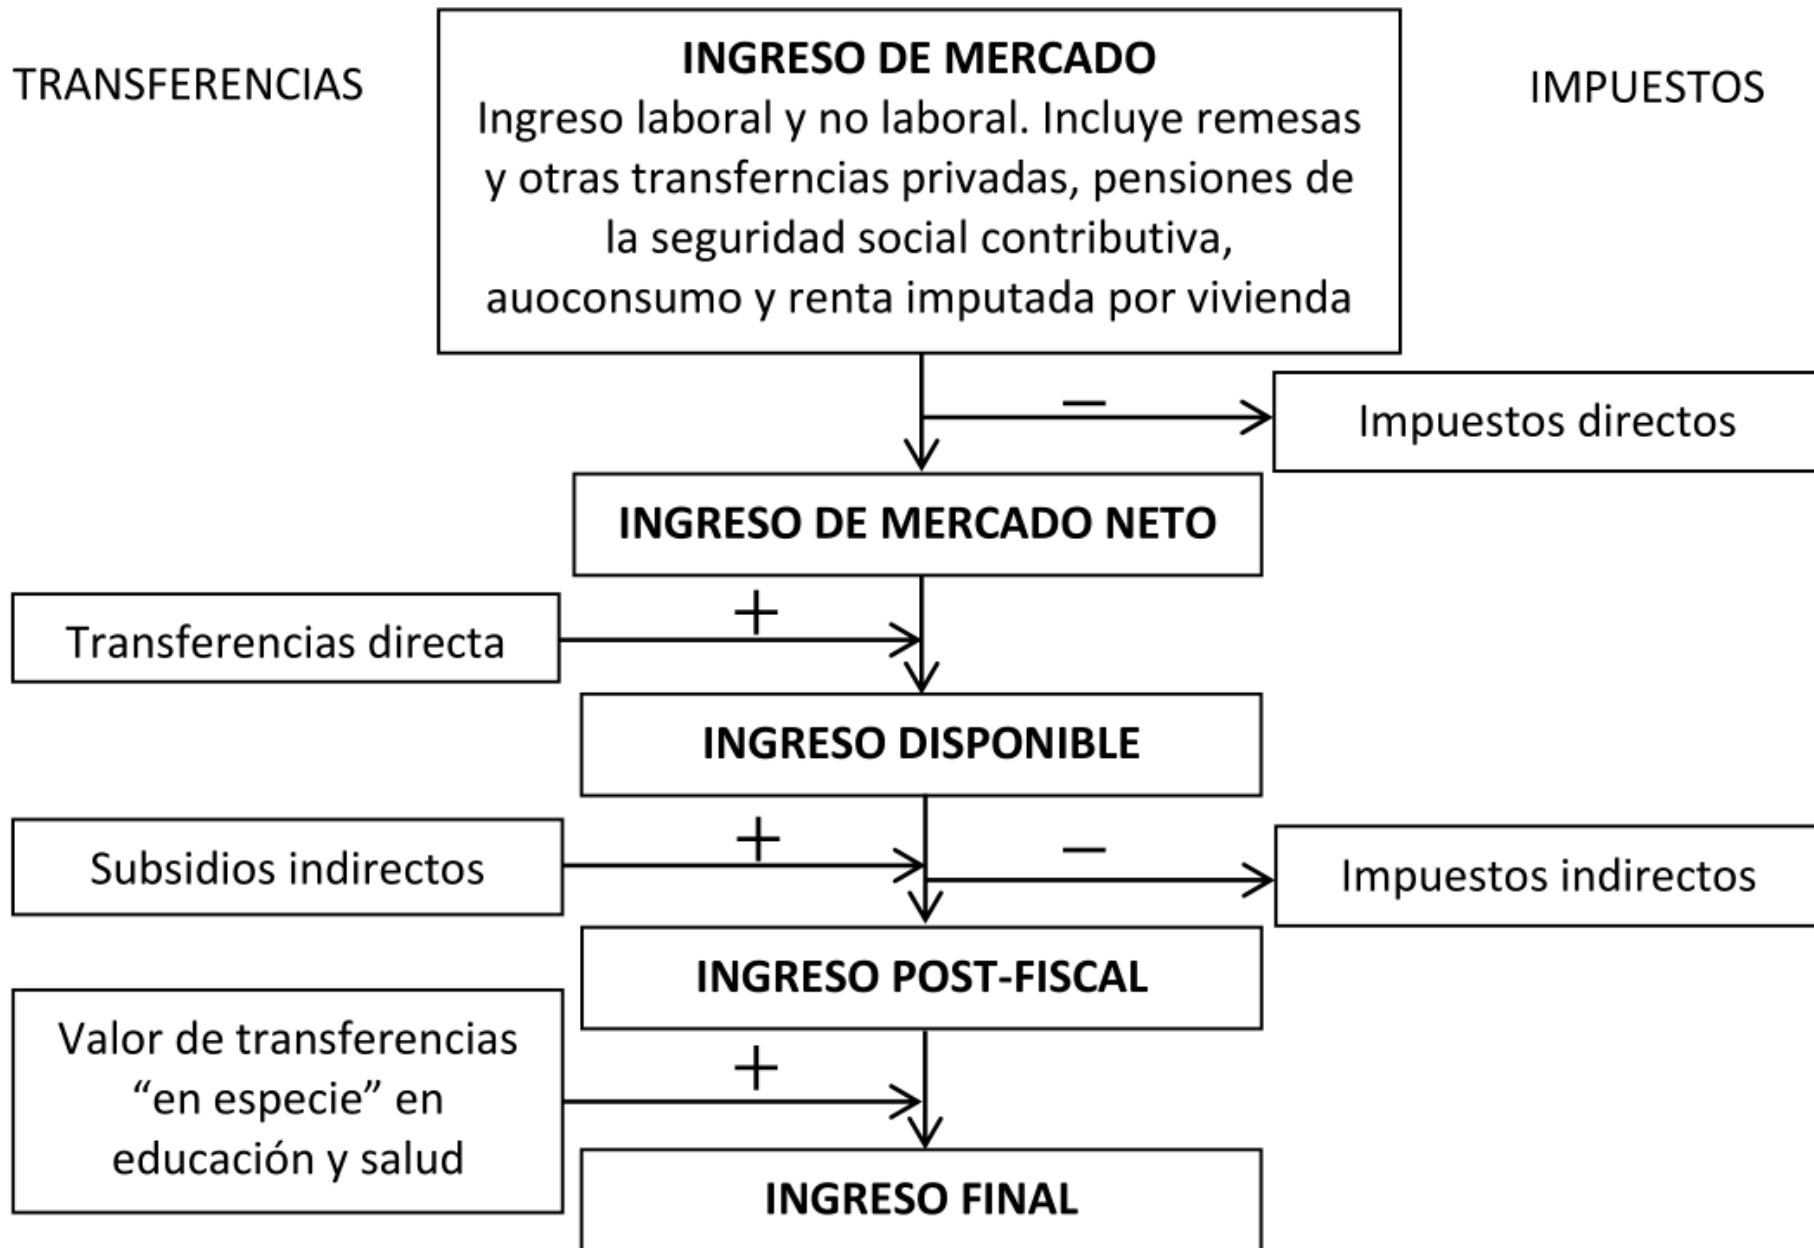 TRANSFERENCIAS
INGRESO DE MERCADO
Ingreso laboral y no laboral. Incluye remesas
y otras transferncias privadas, pensiones de
la seguridad social contributiva,
auoconsumo y renta imputada por vivienda
IMPUESTOS
—
Impuestos directos
INGRESO DE MERCADO NETO
Transferencias directa
+
INGRESO DISPONIBLE
Subsidios indirectos
+
—
Impuestos indirectos
INGRESO POST-FISCAL
Valor de transferencias
“en especie” en
educación y salud
+
INGRESO FINAL